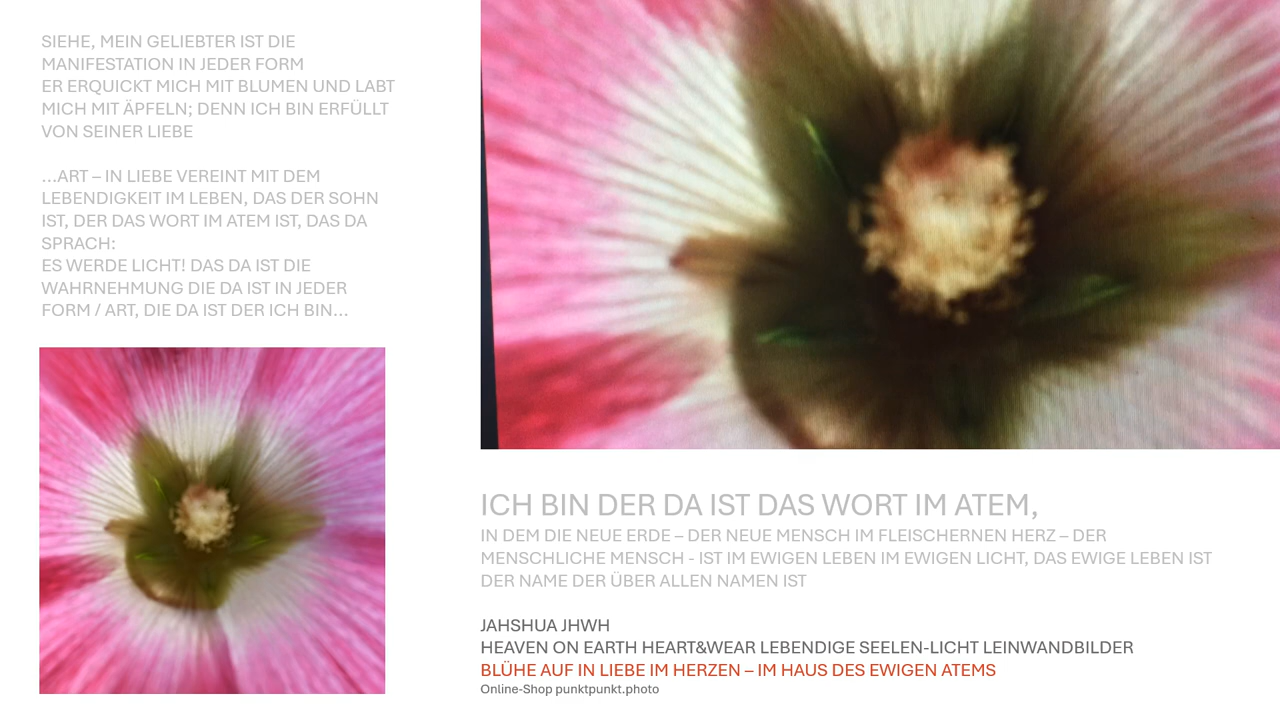 SIEHE, MEIN GELIEBTER IST DIE
MANIFESTATION IN JEDER FORM
ER ERQUICKT MICH MIT BLUMEN UND LABT
MICH MIT ÄPFELN; DENN ICH BIN ERFÜLLT
VON SEINER LIEBE
…ART – IN LIEBE VEREINT MIT DEM
LEBENDIGKEIT IM LEBEN, DAS DER SOHN
IST, DER DAS WORT IM ATEM IST, DAS DA
SPRACH:
ES WERDE LICHT! DAS DA IST DIE
WAHRNEHMUNG DIE DA IST IN JEDER
FORM / ART, DIE DA IST DER ICH BIN…
ICH BIN DER DA IST DAS WORT IM ATEM,
IN DEM DIE NEUE ERDE – DER NEUE MENSCH IM FLEISCHERNEN HERZ – DER
MENSCHLICHE MENSCH - IST IM EWIGEN LEBEN IM EWIGEN LICHT, DAS EWIGE LEBEN IST
DER NAME DER ÜBER ALLEN NAMEN IST
JAHSHUA JHWH
HEAVEN ON EARTH HEART&WEAR LEBENDIGE SEELEN-LICHT LEINWANDBILDER
BLÜHE AUF IN LIEBE IM HERZEN – IM HAUS DES EWIGEN ATEMS
Online-Shop punktpunkt.photo